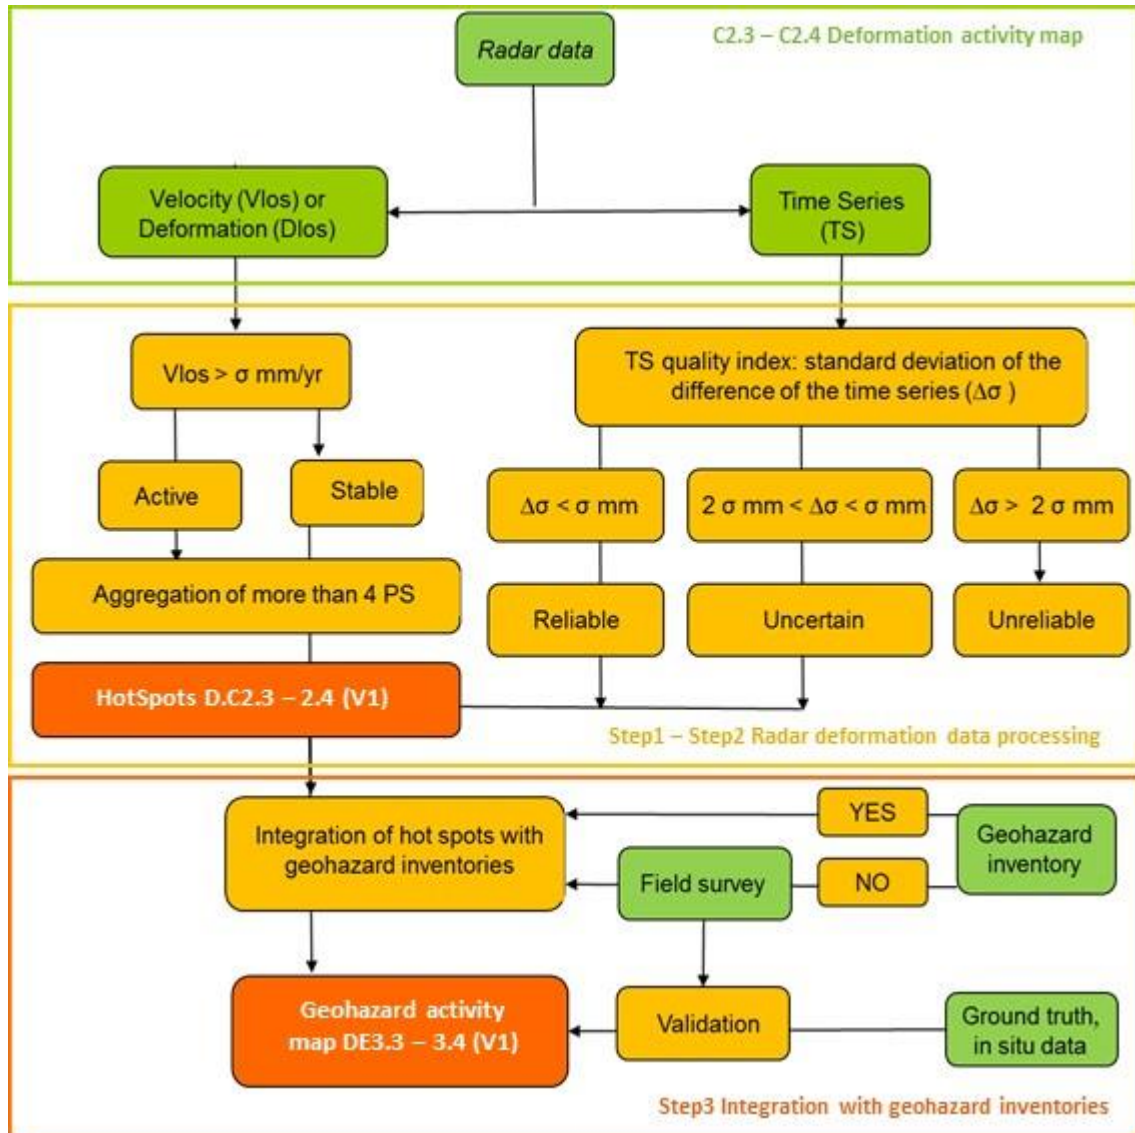 Radar data
C2.3 – C2.4 Deformation activity map
Velocity (Vlos) or
Deformation (Dlos)
Time Series
(TS)
Vlos > σ mm/yr
TS quality index: standard deviation of the
difference of the time series (Δσ )
Active
Stable
Δσ < σ mm
2 σ mm < Δσ < σ mm
Δσ > 2 σ mm
Aggregation of more than 4 PS
Reliable
Uncertain
Unreliable
HotSpots D.C2.3 – 2.4 (V1)
Step1 – Step2 Radar deformation data processing
Integration of hot spots with
geohazard inventories
YES
Geohazard
inventory
Field survey
NO
Geohazard activity
map DE3.3 – 3.4 (V1)
Validation
Ground truth,
in situ data
Step3 Integration with geohazard inventories